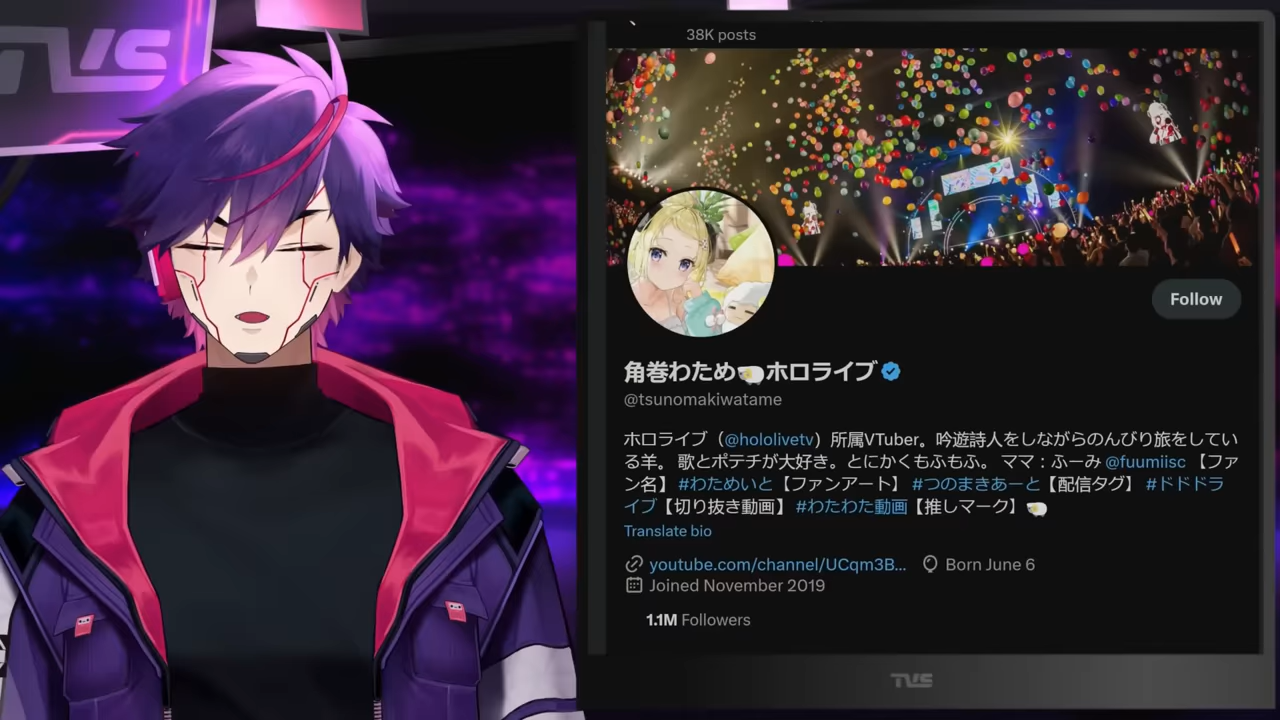 TVS
38K posts
Follow
角巻わため🐏ホロライブ
@tsunomakiwatame
ホロライブ（@hololivetv）所属VTuber。吟遊詩人をしながらのんびり旅をしてい
る羊。 歌とポテチが大好き。とにかくもふもふ。 ママ：ふーみ @fuumiisc 【ファ
ン名】 #わためいと【ファンアート】 #つのまきあーと【配信タグ】 #ドドドラ
イブ【切り抜き動画】 #わたわた動画【推しマーク】🐏
Translate bio
youtube.com/channel/UCqm3B... Born June 6
Joined November 2019
1.1M Followers
TVS